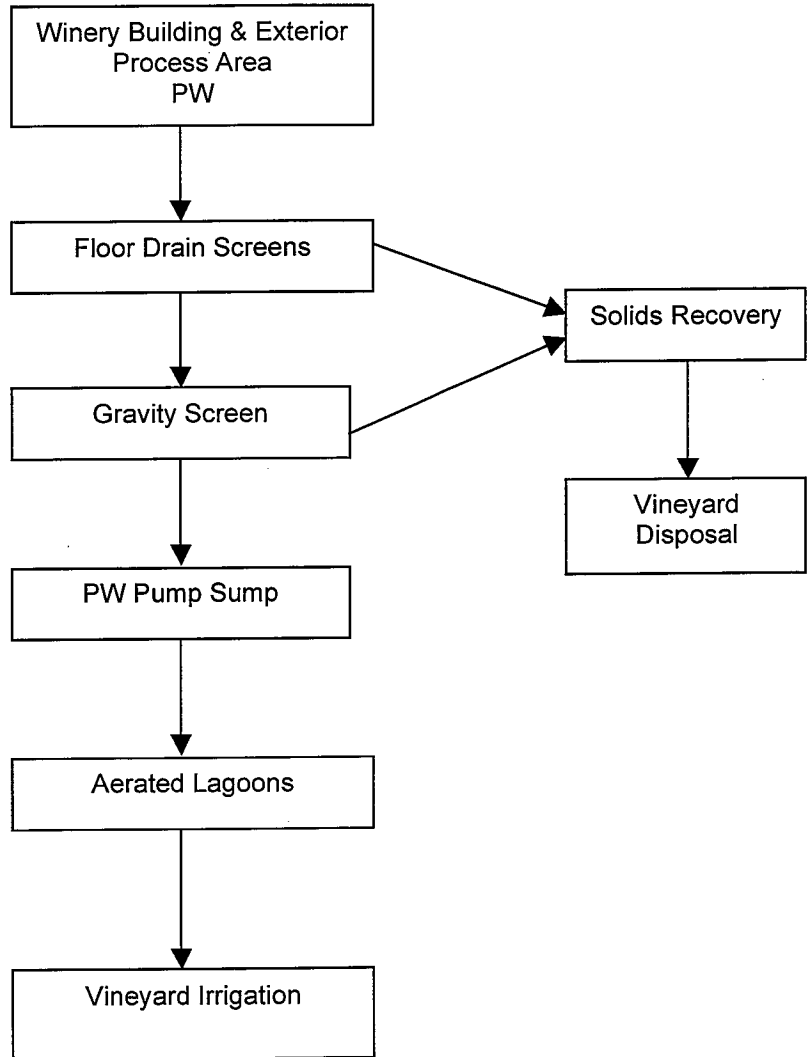 Winery Building & Exterior
Process Area
PW
Floor Drain Screens
Solids Recovery
Gravity Screen
Vineyard
Disposal
PW Pump Sump
Aerated Lagoons
Vineyard Irrigation